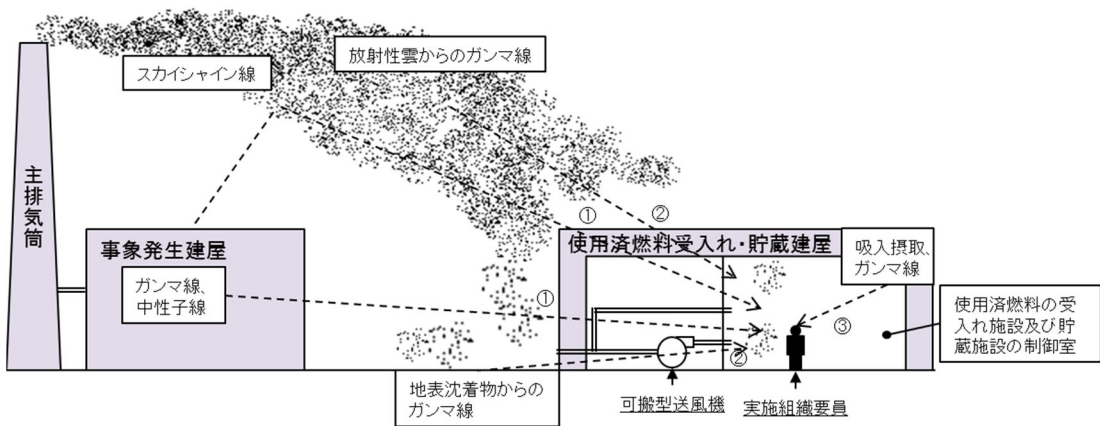 スカイシャイン線
放射性雲からのガンマ線
主排気筒
事象発生建屋
ガンマ線、
中性子線
①
②
①
使用済燃料受入れ・貯蔵建屋
吸入摂取、
ガンマ線
③
使用済燃料の受
入れ施設及び貯
蔵施設の制御室
②
地表沈着物からの
ガンマ線
可搬型送風機
実施組織要員